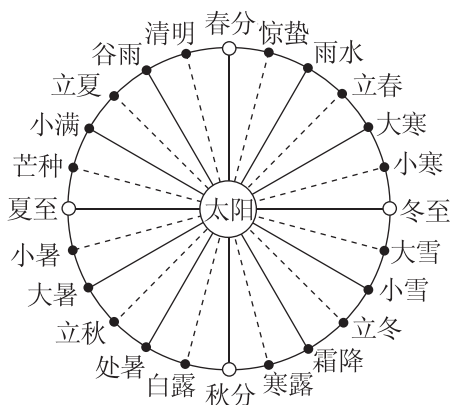 春分
惊蛰
雨水
立春
大寒
小寒
冬至
大雪
小雪
立冬
霜降
寒露
秋分
白露
处暑
立秋
大暑
小暑
夏至
芒种
小满
立夏
谷雨
清明
太阳